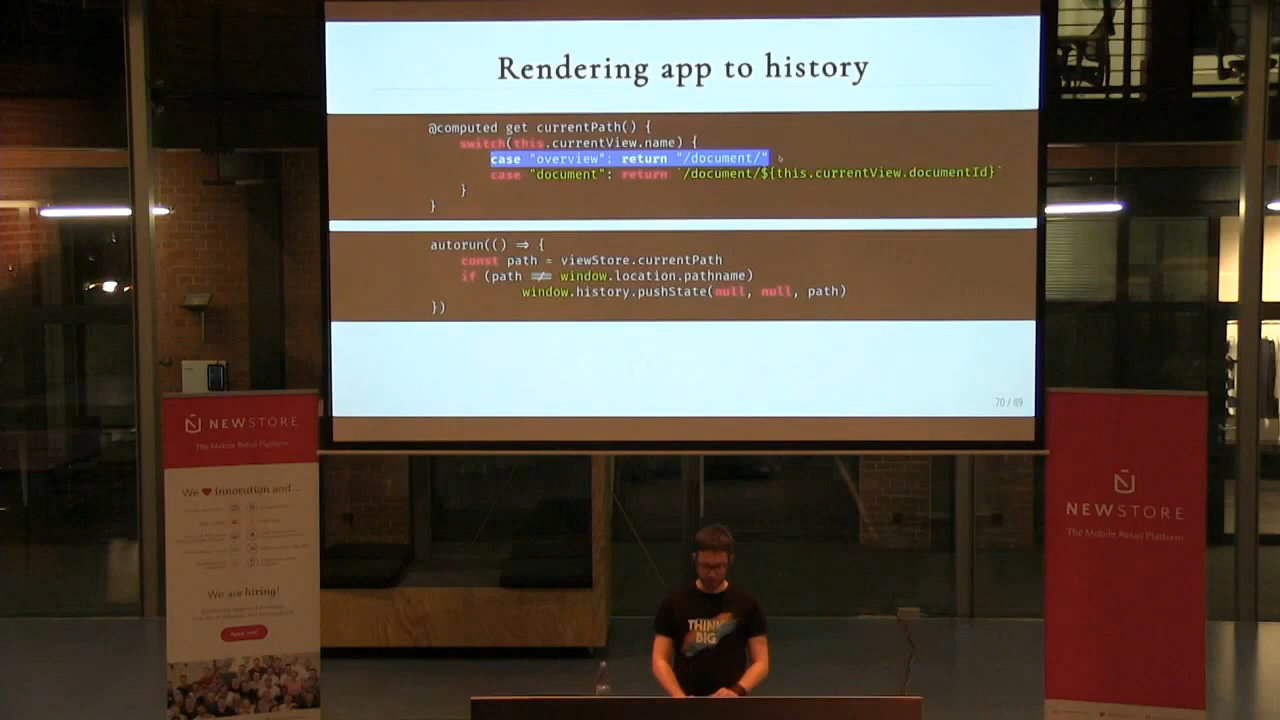 Rendering app to history
@computed get currentPath() {
switch(this.currentView.name) {
case "overview": return "/document/"
case "document": return `/document/${this.currentView.documentId}`
}
}
autorun(() => {
const path = viewStore.currentPath
if (path !== window.location.pathname)
window.history.pushState(null, null, path)
})
70 / 89
NEWSTORE
The Mobile Retail Platform
We ❤ innovation and...
We are hiring!
Apply now!
NEWSTORE
The Mobile Retail Platform
THINK
BIG